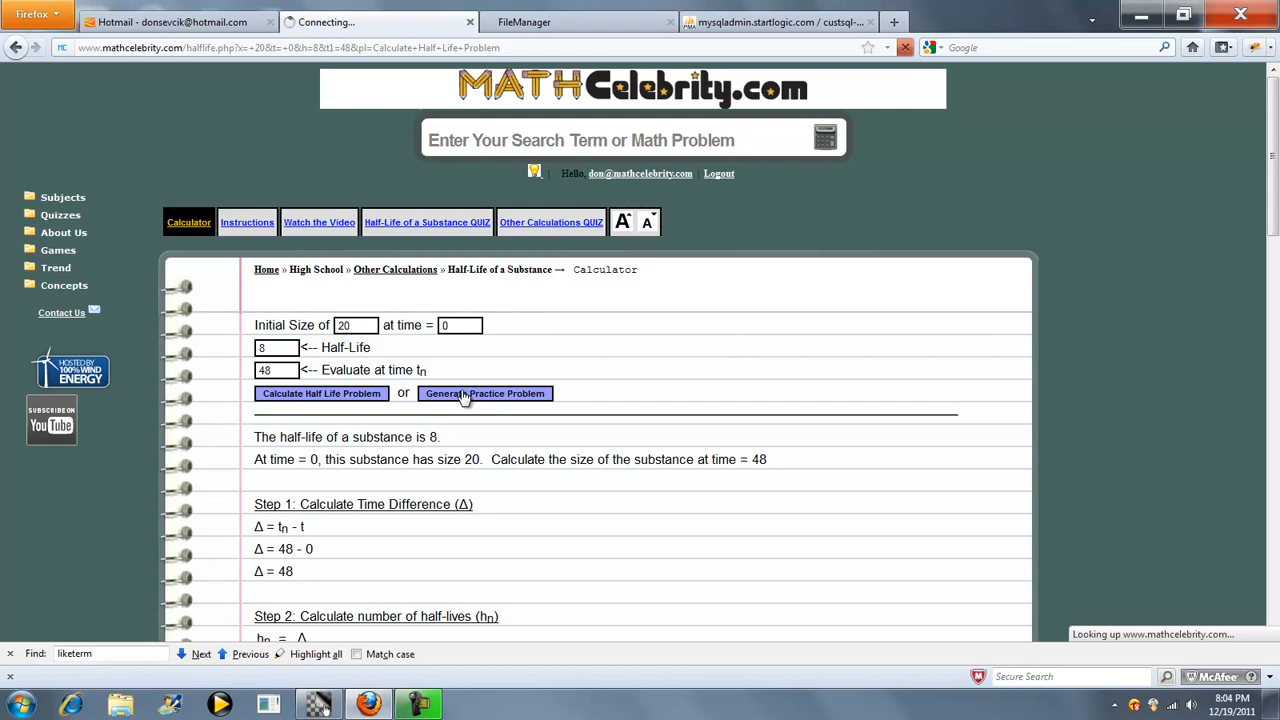 Firefox
Hotmail - donsevcik@hotmail.com
Connecting...
FileManager
mysqladmin.startlogic.com / custsql-...
www.mathcelebrity.com/halflife.php?x=+20&t=+0&h=8&t1=48&pl=Calculate+Half+Life+Problem
Google
MATHCelebrity.com
Enter Your Search Term or Math Problem
| Hello, don@mathcelebrity.com | Logout
Subjects
Quizzes
About Us
Games
Trend
Concepts
Contact Us
HOSTED BY
100% WIND
ENERGY
SUBSCRIBE ON
YouTube
Calculator
Instructions
Watch the Video
Half-Life of a Substance QUIZ
Other Calculations QUIZ
A A
Home » High School » Other Calculations » Half-Life of a Substance → Calculator
Initial Size of 20 at time = 0
8 <-- Half-Life
48 <-- Evaluate at time tn
Calculate Half Life Problem or Generate Practice Problem
The half-life of a substance is 8.
At time = 0, this substance has size 20. Calculate the size of the substance at time = 48
Step 1: Calculate Time Difference (Δ)
Δ = tn - t
Δ = 48 - 0
Δ = 48
Step 2: Calculate number of half-lives (hn)
hn = Δ
Looking up www.mathcelebrity.com...
Find: liketerm Next Previous Highlight all Match case
Secure Search
McAfee
8:04 PM
12/19/2011